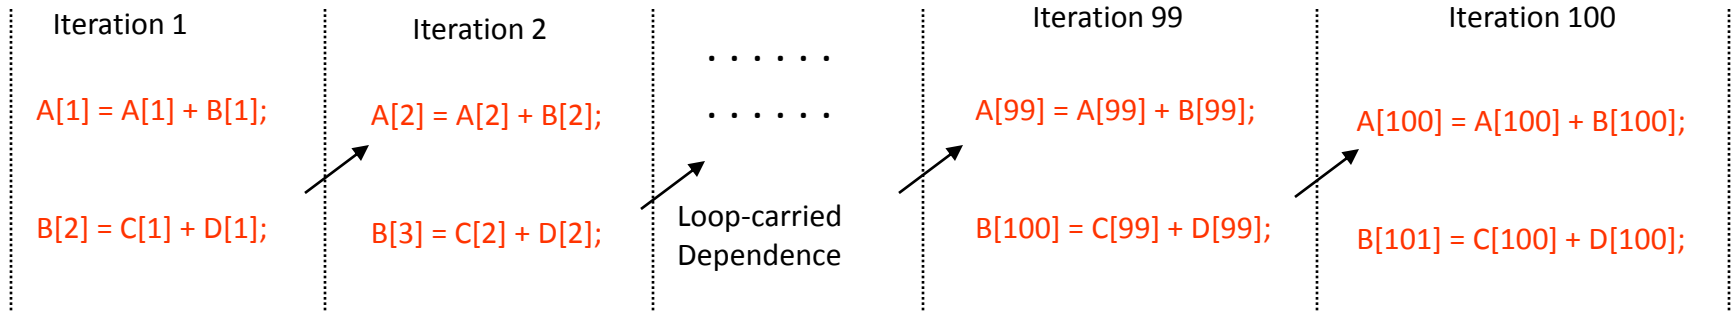 Iteration 1
A[1] = A[1] + B[1];
B[2] = C[1] + D[1];
Iteration 2
A[2] = A[2] + B[2];
B[3] = C[2] + D[2];
. . . . . .
. . . . . .
Loop-carried
Dependence
Iteration 99
A[99] = A[99] + B[99];
B[100] = C[99] + D[99];
Iteration 100
A[100] = A[100] + B[100];
B[101] = C[100] + D[100];